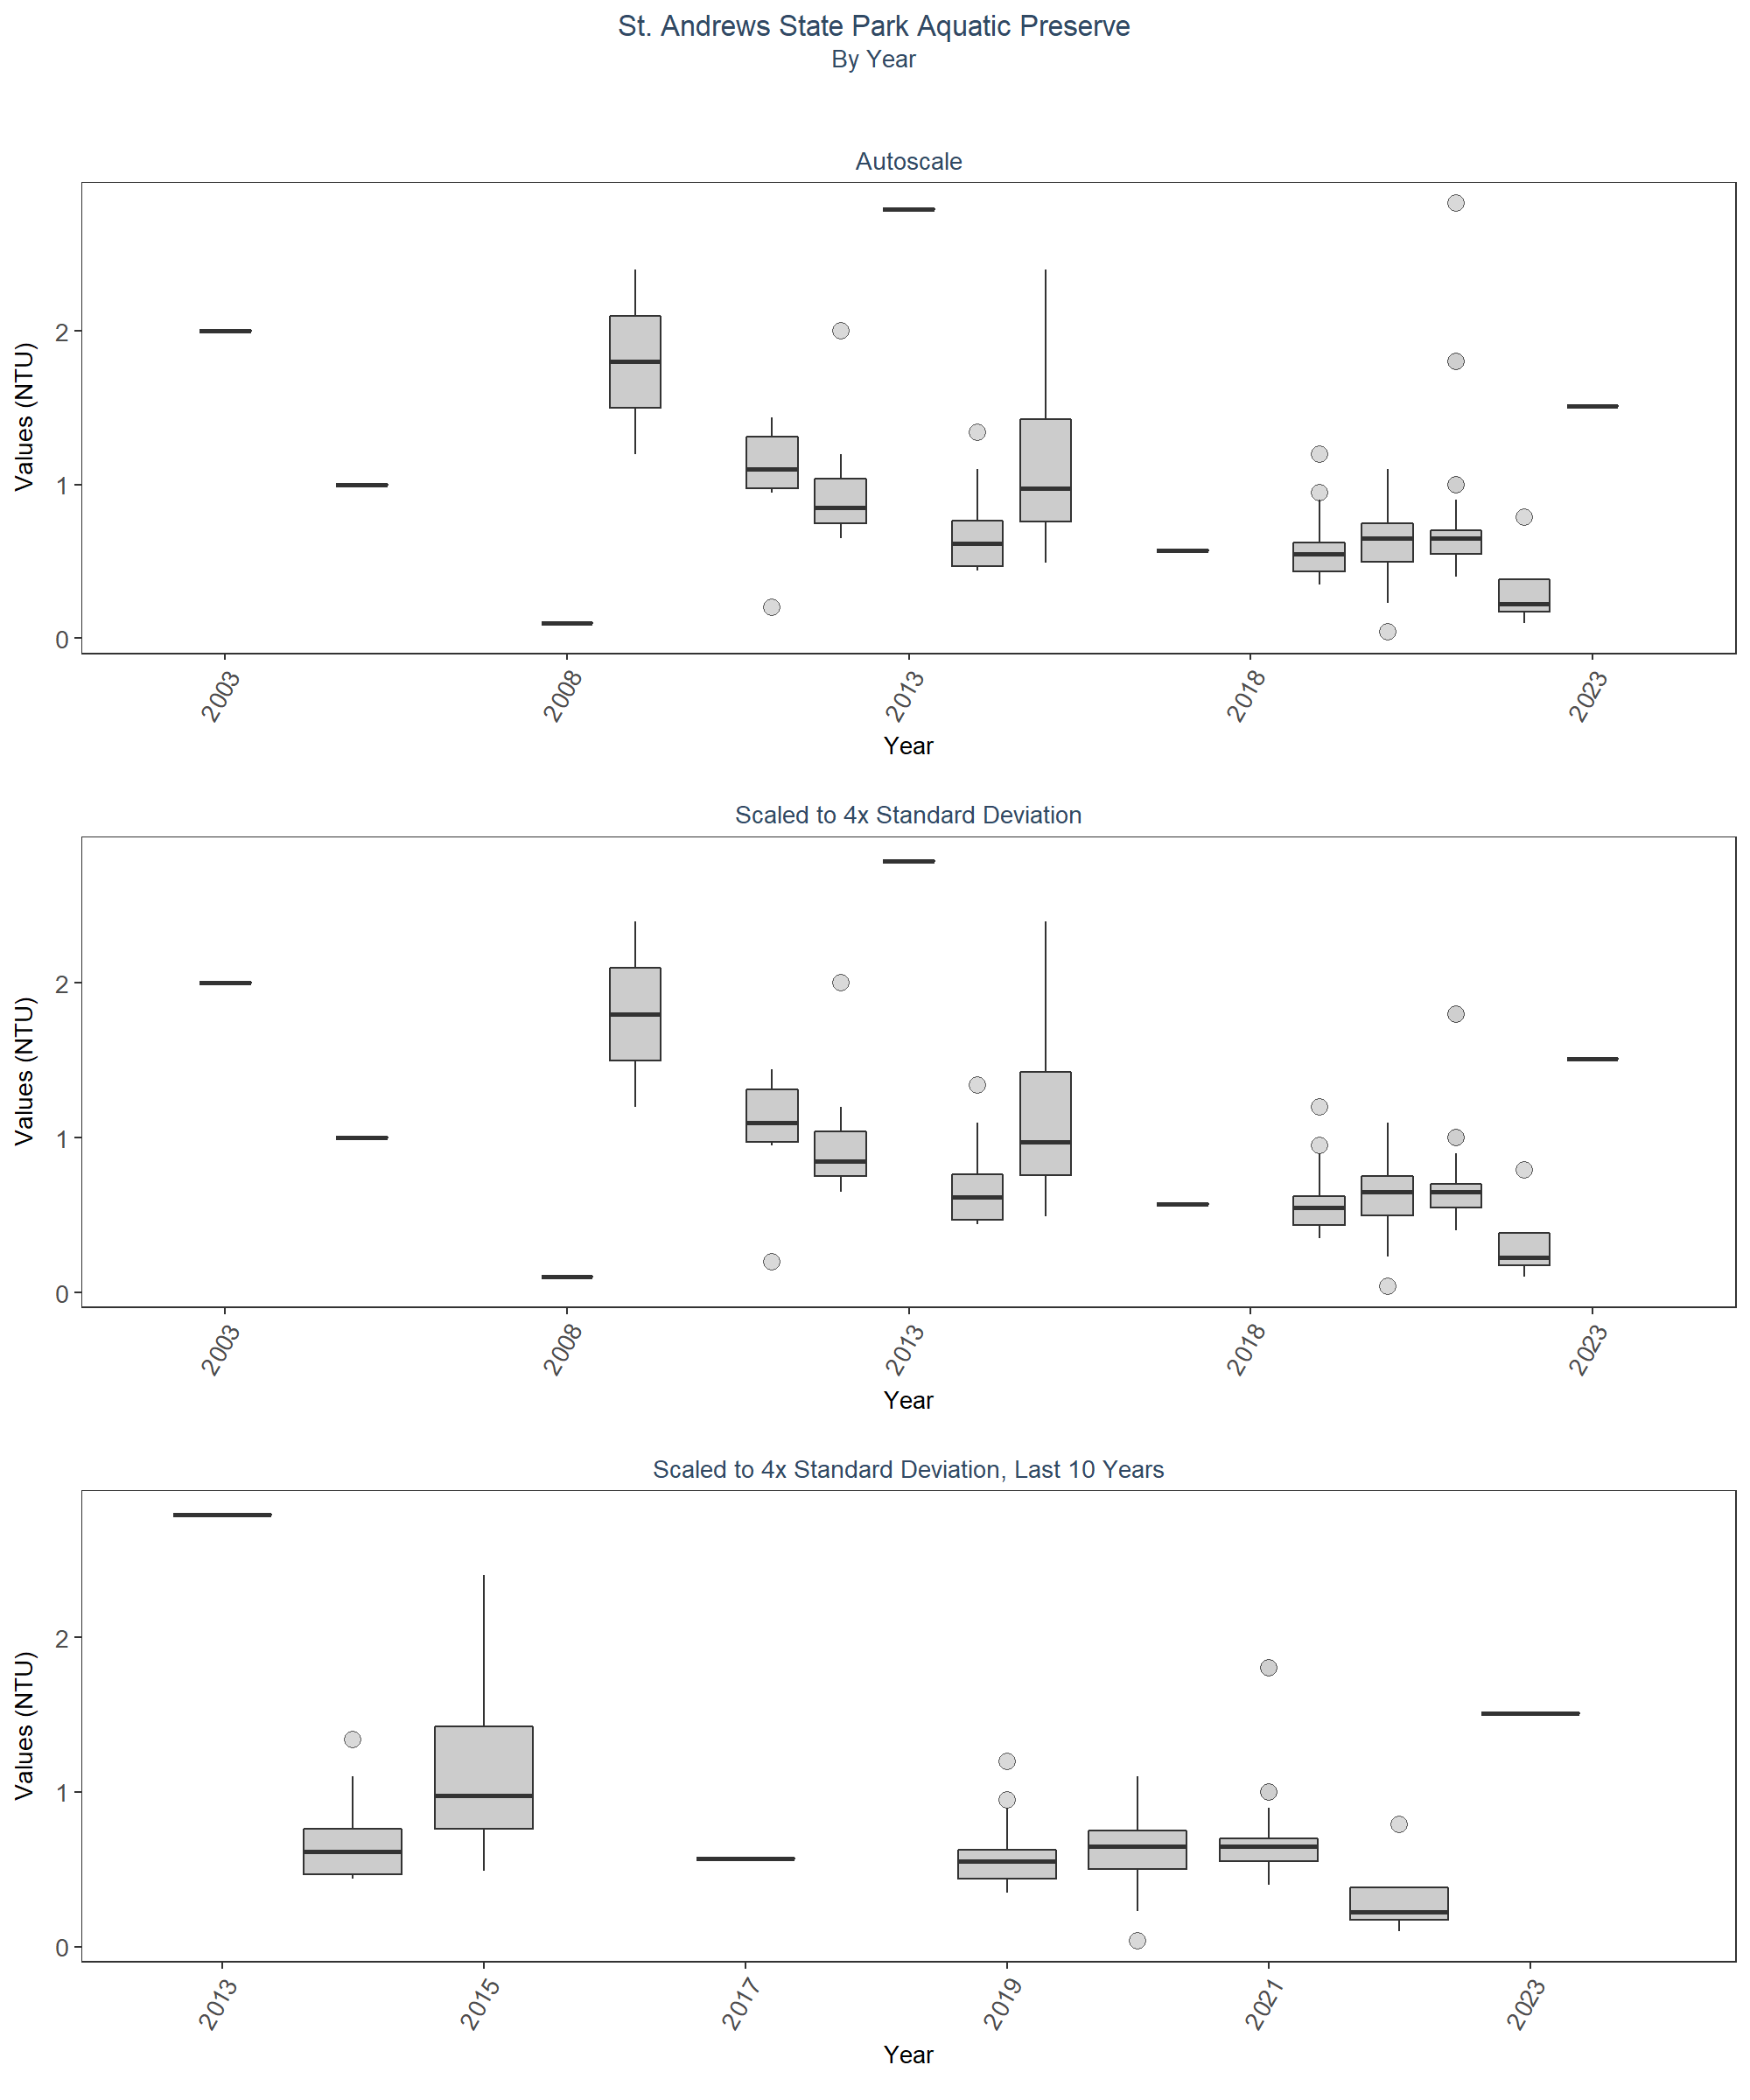 St. Andrews State Park Aquatic Preserve
By Year
Autoscale
Values (NTU)
2
1
0
2003
2008
2013
2018
2023
Year
Scaled to 4x Standard Deviation
Values (NTU)
2
1
0
2003
2008
2013
2018
2023
Year
Scaled to 4x Standard Deviation, Last 10 Years
Values (NTU)
2
1
0
2013
2015
2017
2019
2021
2023
Year